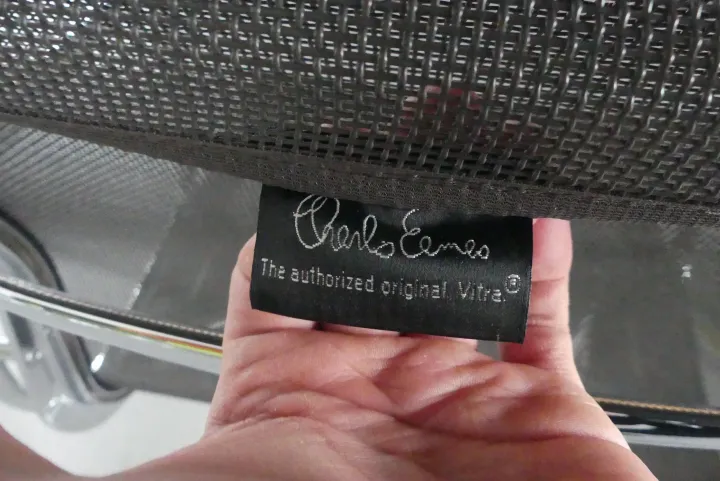 Charles Eames
The authorized original. Vitra.®